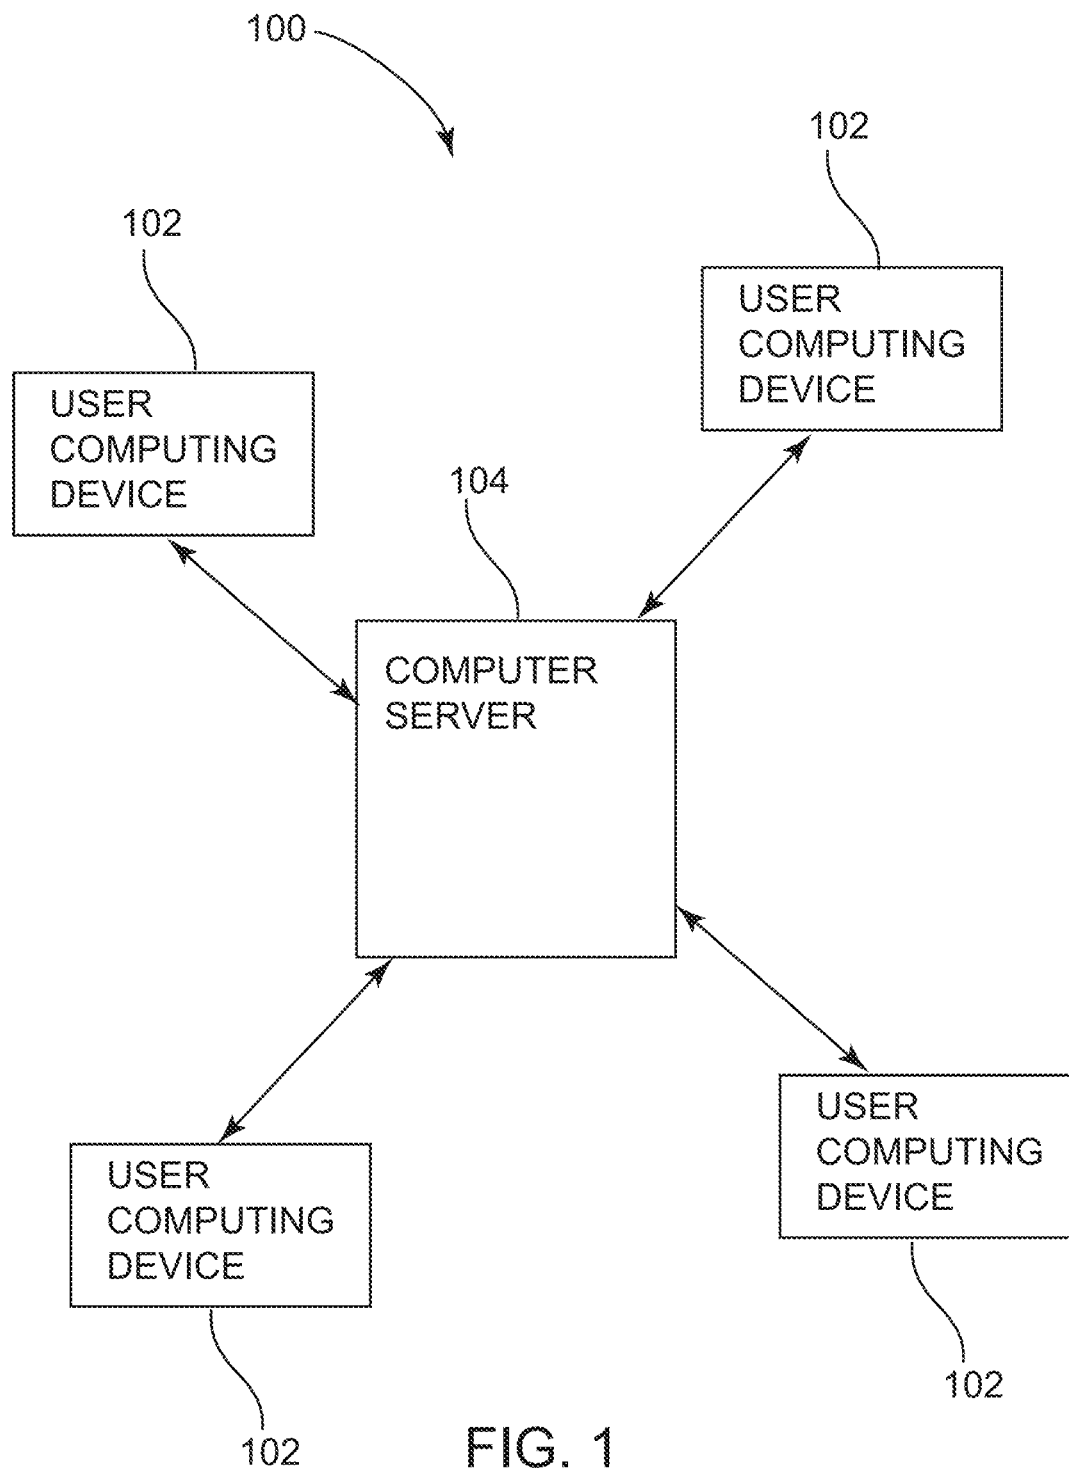 100
102
102
USER
COMPUTING
DEVICE
USER
COMPUTING
DEVICE
104
COMPUTER
SERVER
USER
COMPUTING
DEVICE
USER
COMPUTING
DEVICE
102
102
FIG. 1